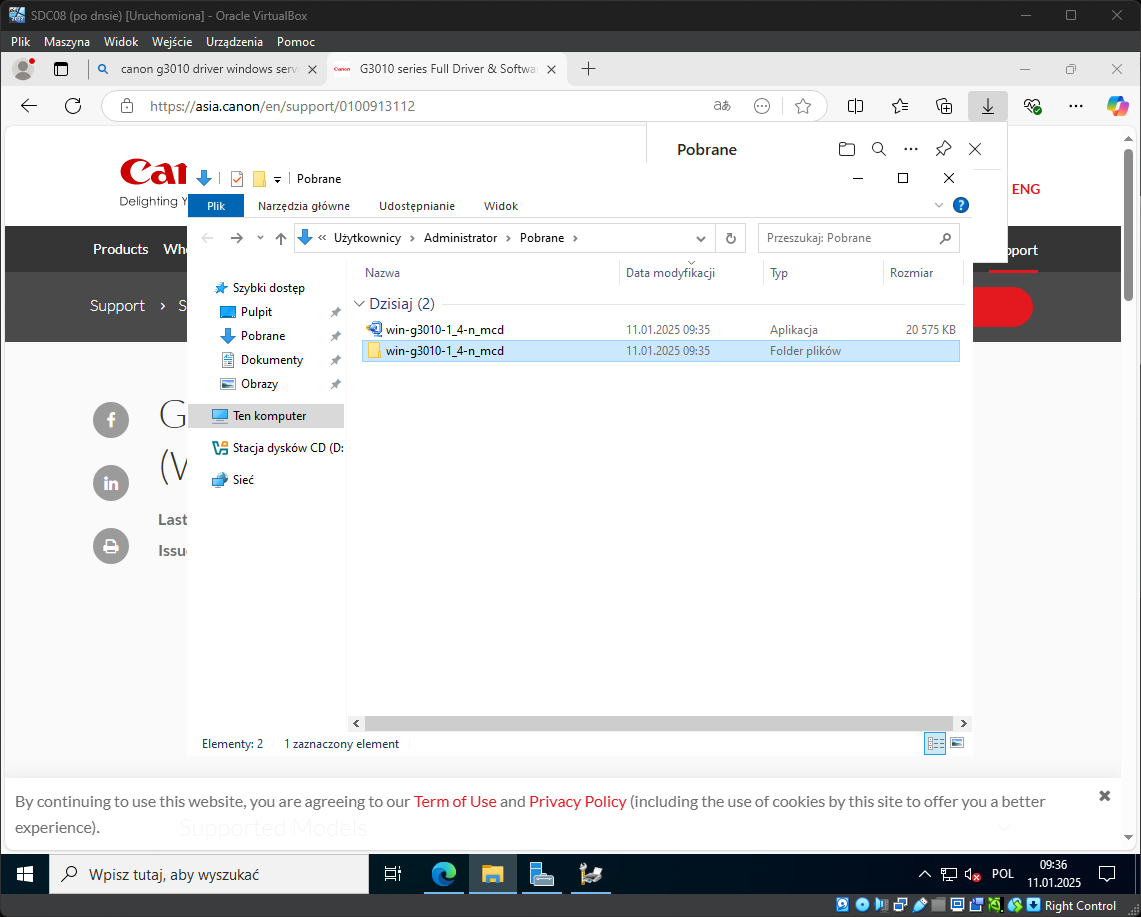 SDC08 (po dnsie) [Uruchomiona] - Oracle VirtualBox
Plik Maszyna Widok Wejście Urządzenia Pomoc
canon g3010 driver windows serv
Canon G3010 series Full Driver & Softwa
https://asia.canon/en/support/0100913112
Pobrane
Can
Delighting Y
ENG
Pobrane
Plik Narzędzia główne Udostępnianie Widok
Products Who
pport
« Użytkownicy > Administrator > Pobrane >
Przeszukaj: Pobrane
Support > S
Nazwa Data modyfikacji Typ Rozmiar
Szybki dostęp
Pulpit
Pobrane
Dokumenty
Obrazy
Ten komputer
Stacja dysków CD (D:
Sieć
Dzisiaj (2)
win-g3010-1_4-n_mcd 11.01.2025 09:35 Aplikacja 20 575 KB
win-g3010-1_4-n_mcd 11.01.2025 09:35 Folder plików
G
(W
Last
Issue
Elementy: 2 1 zaznaczony element
By continuing to use this website, you are agreeing to our Term of Use and Privacy Policy (including the use of cookies by this site to offer you a better
experience).
Supported Models
Wpisz tutaj, aby wyszukać
POL
09:36
11.01.2025
Right Control